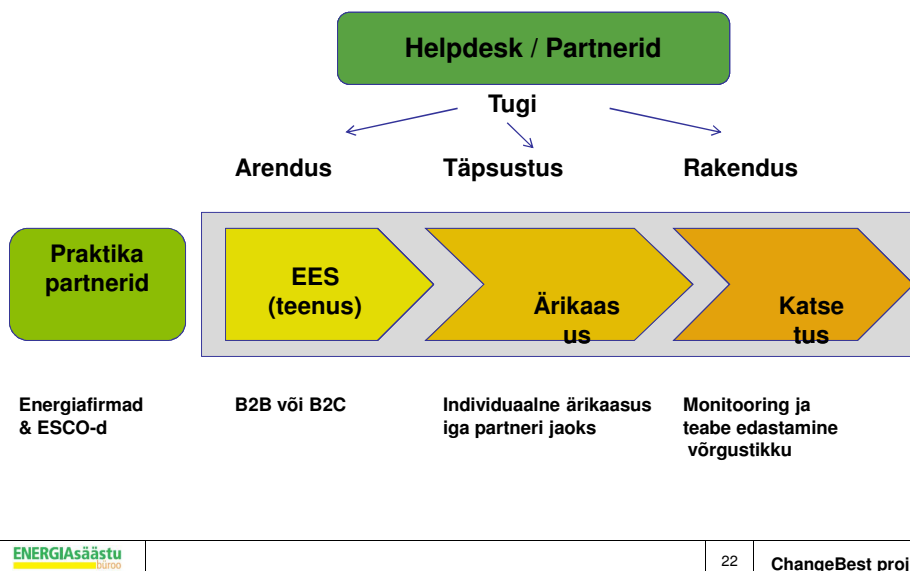 Helpdesk / Partnerid
Tugi
Arendus
Täpsustus
Rakendus
Praktika
partnerid
EES
(teenus)
Ärikaas
us
Katse
tus
Energiafirmad
& ESCO-d
B2B või B2C
Individuaalne ärikaasus
iga partneri jaoks
Monitooring ja
teabe edastamine
võrgustikku
ENERGIAsäästu
büroo
22
ChangeBest proj